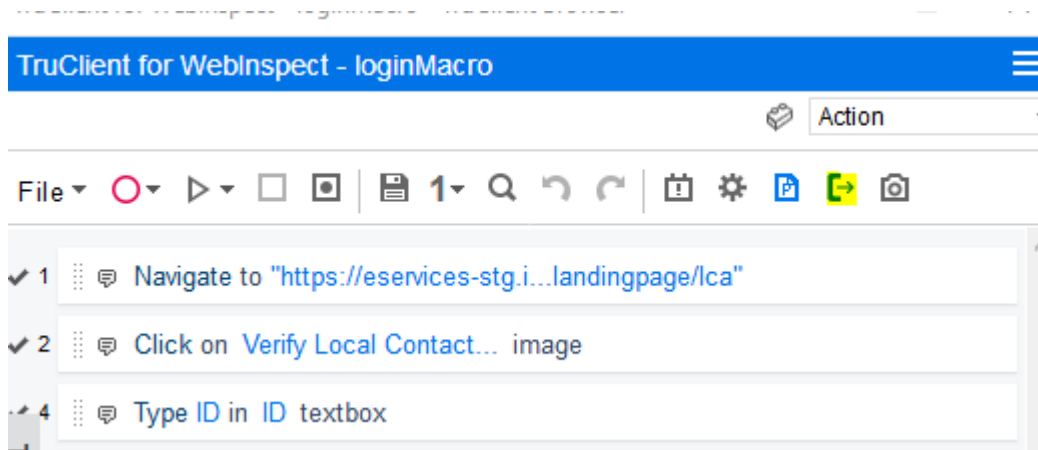 TruClient for WebInspect - loginMacro
Action
File 1
1 Navigate to "https://eservices-stg.i...landingpage/lca"
2 Click on Verify Local Contact... image
4 Type ID in ID textbox